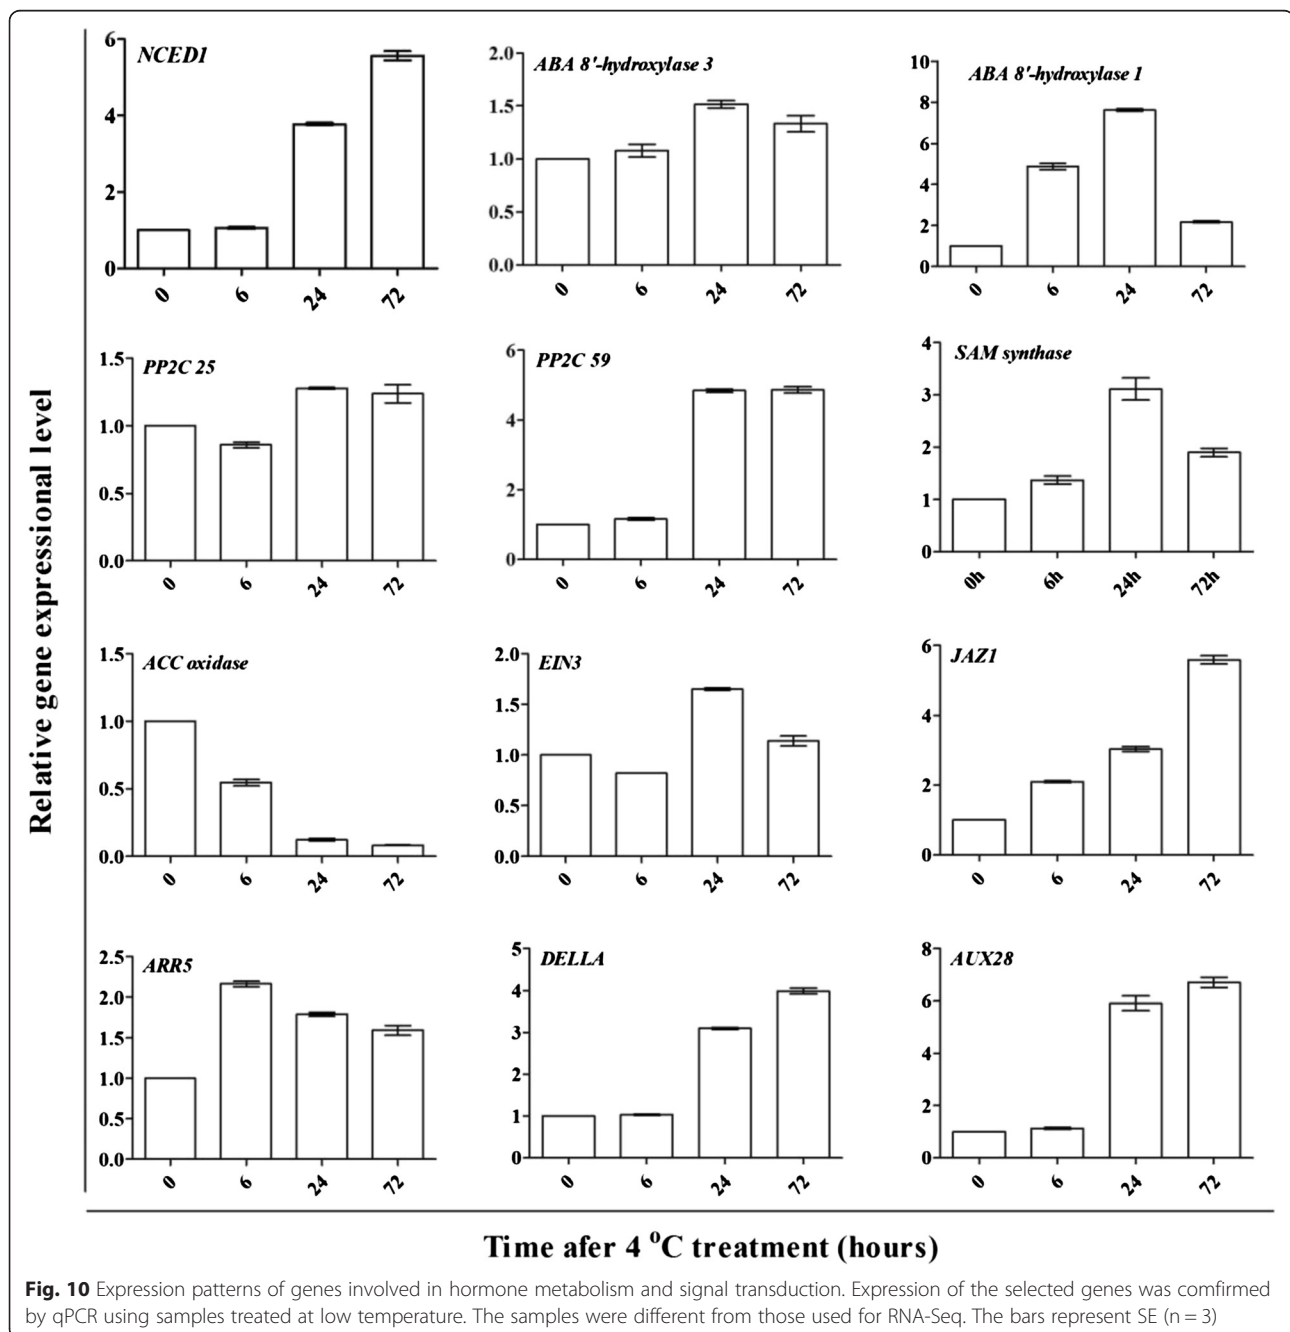 Relative gene expressional level
NCED1
6
4
2
0
0 6 24 72
ABA 8'-hydroxylase 3
2.0
1.5
1.0
0.5
0.0
0 6 24 72
ABA 8'-hydroxylase 1
10
8
6
4
2
0
0 6 24 72
PP2C 25
1.5
1.0
0.5
0.0
0 6 24 72
PP2C 59
6
4
2
0
0 6 24 72
SAM synthase
4
3
2
1
0
0h 6h 24h 72h
ACC oxidase
1.5
1.0
0.5
0.0
0 6 24 72
EIN3
2.0
1.5
1.0
0.5
0.0
0 6 24 72
JAZ1
6
4
2
0
0 6 24 72
ARR5
2.5
2.0
1.5
1.0
0.5
0.0
0 6 24 72
DELLA
5
4
3
2
1
0
0 6 24 72
AUX28
8
6
4
2
0
0 6 24 72
Time afer 4 °C treatment (hours)
Fig. 10 Expression patterns of genes involved in hormone metabolism and signal transduction. Expression of the selected genes was comfirmed
by qPCR using samples treated at low temperature. The samples were different from those used for RNA-Seq. The bars represent SE (n = 3)